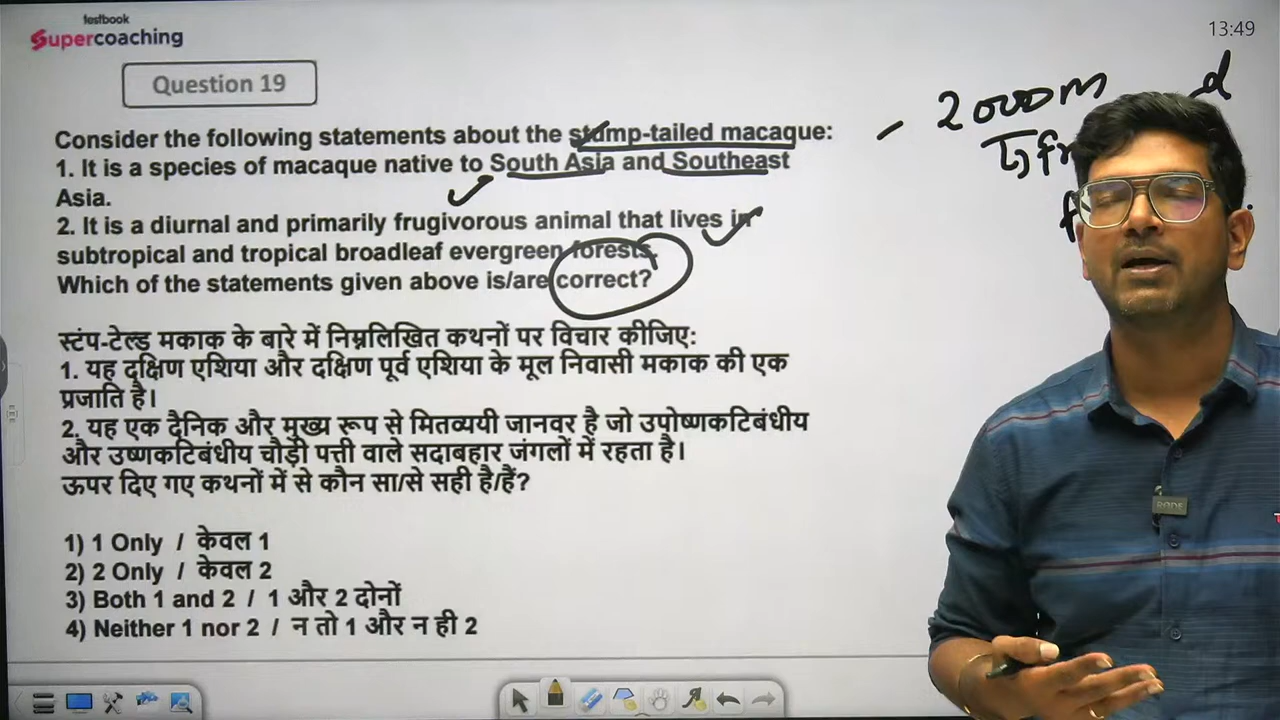 testbook
Supercoaching
13:49
Question 19
2000m
Consider the following statements about the stump-tailed macaque:
1. It is a species of macaque native to South Asia and Southeast
Asia.
2. It is a diurnal and primarily frugivorous animal that lives in
subtropical and tropical broadleaf evergreen forests.
Which of the statements given above is/are correct?
स्टंप-टेल्ड मकाक के बारे में निम्नलिखित कथनों पर विचार कीजिए:
1. यह दक्षिण एशिया और दक्षिण पूर्व एशिया के मूल निवासी मकाक की एक
प्रजाति है।
2. यह एक दैनिक और मुख्य रूप से मितव्ययी जानवर है जो उपोष्णकटिबंधीय
और उष्णकटिबंधीय चौड़ी पत्ती वाले सदाबहार जंगलों में रहता है।
ऊपर दिए गए कथनों में से कौन सा/से सही है/हैं?
1) 1 Only / केवल 1
2) 2 Only / केवल 2
3) Both 1 and 2 / 1 और 2 दोनों
4) Neither 1 nor 2 / न तो 1 और न ही 2
RODE